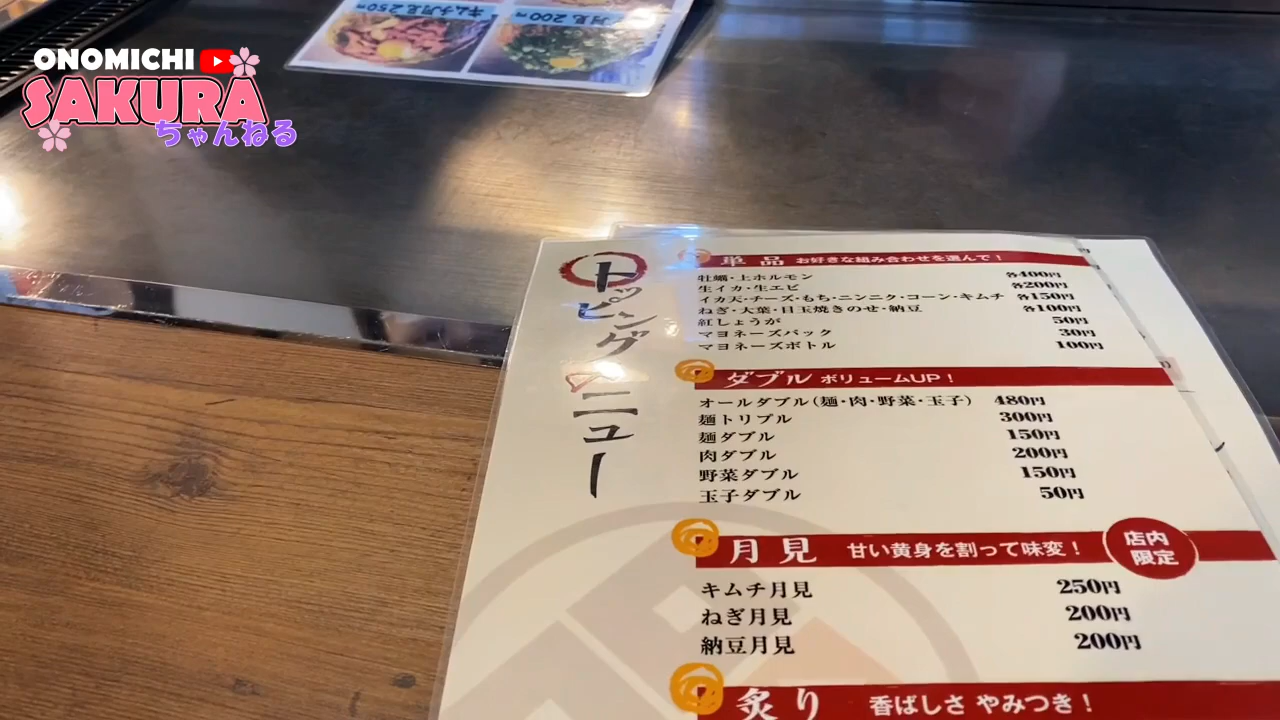 キムチ月見 250円
月見 200円
ONOMICHI
SAKURA
ちゃんねる
トッピングメニュー
単品 お好きな組み合わせを選んで！
牡蠣・上ホルモン 各400円
生イカ・生エビ 各200円
イカ天・チーズ・もち・ニンニク・コーン・キムチ 各150円
ねぎ・大葉・目玉焼きのせ・納豆 各100円
紅しょうが 50円
マヨネーズパック 30円
マヨネーズボトル 100円
ダブル ボリュームUP！
オールダブル（麺・肉・野菜・玉子） 480円
麺トリプル 300円
麺ダブル 150円
肉ダブル 200円
野菜ダブル 150円
玉子ダブル 50円
月見 甘い黄身を割って味変！ 店内限定
キムチ月見 250円
ねぎ月見 200円
納豆月見 200円
炙り 香ばしさ やみつき！